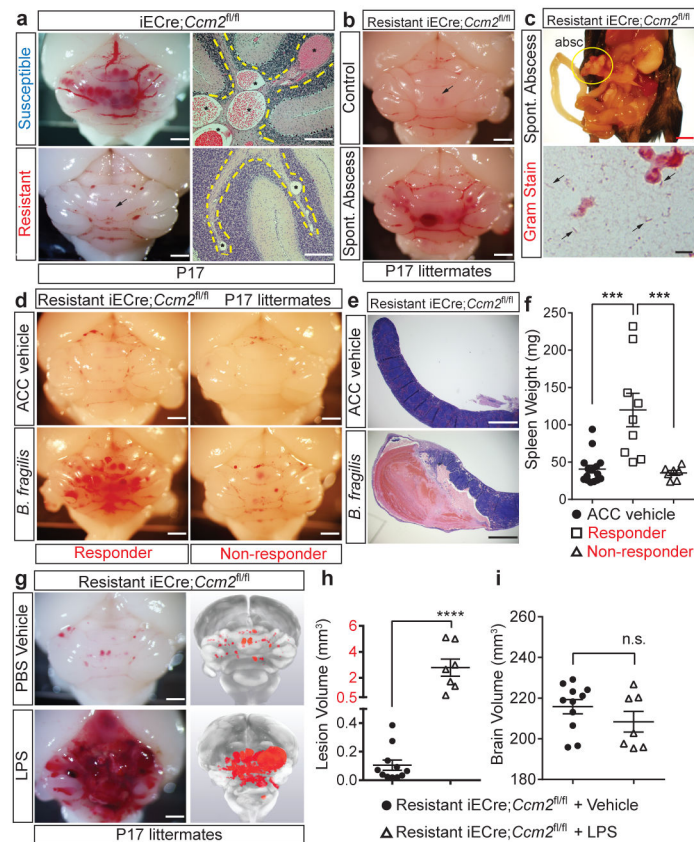 a
iECre;Ccm2fl/fl
Susceptible
Resistant
P17
b
Resistant iECre;Ccm2fl/fl
Control
Spont. Abscess
P17 littermates
c
Resistant iECre;Ccm2fl/fl
absc
Spont. Abscess
Gram Stain
d
Resistant iECre;Ccm2fl/fl P17 littermates
ACC vehicle
B. fragilis
Responder
Non-responder
e
Resistant iECre;Ccm2fl/fl
ACC vehicle
B. fragilis
f
*** ***
Spleen Weight (mg)
250
200
150
100
50
0
ACC vehicle
Responder
Non-responder
g
Resistant iECre;Ccm2fl/fl
PBS Vehicle
LPS
P17 littermates
h
****
Lesion Volume (mm3)
6
4
2
0.5
0.4
0.2
0.0
i
n.s.
Brain Volume (mm3)
260
240
220
200
180
Resistant iECre;Ccm2fl/fl + Vehicle
Resistant iECre;Ccm2fl/fl + LPS